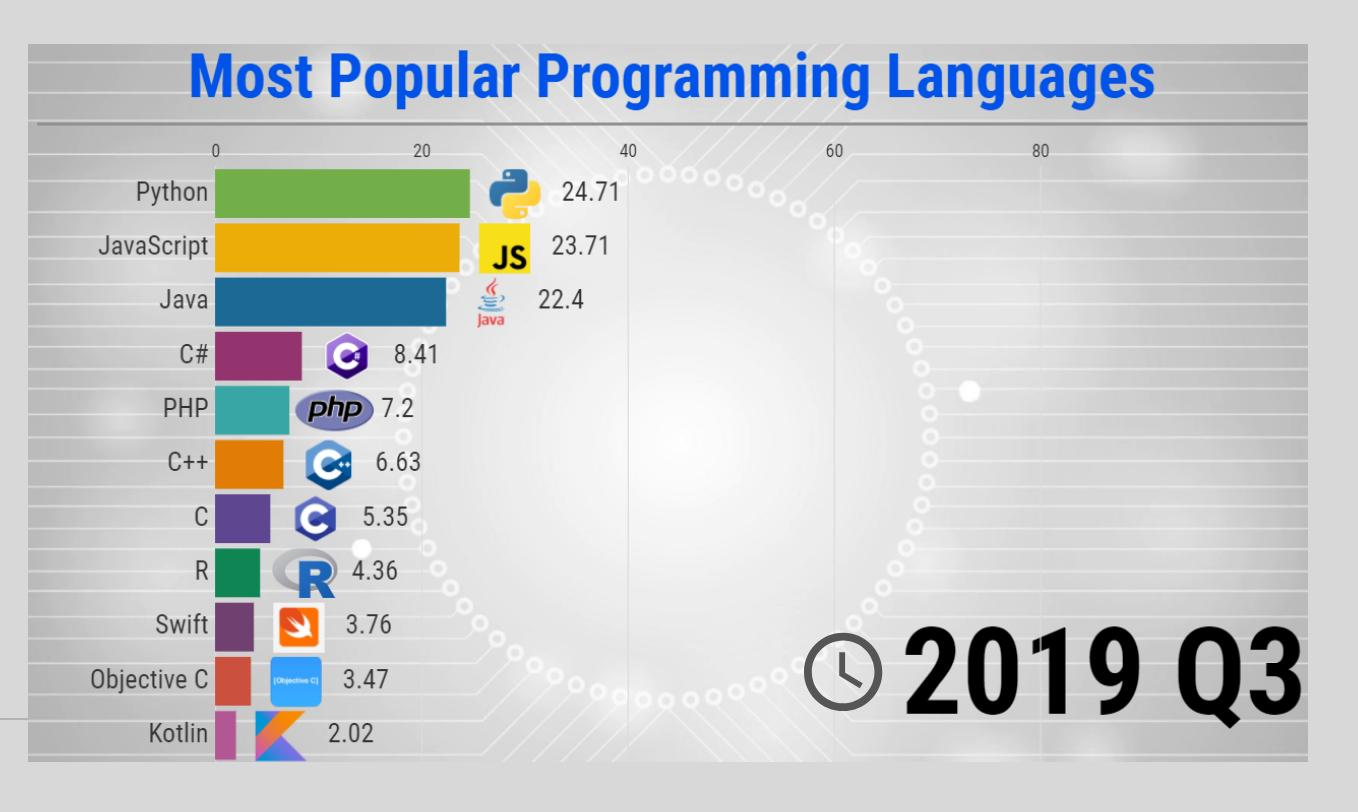 Most Popular Programming Languages
0 20 40 60 80
Python 24.71
JavaScript JS 23.71
Java Java 22.4
C# C# 8.41
PHP php 7.2
C++ C++ 6.63
C C 5.35
R R 4.36
Swift 3.76
Objective C [Objective C] 3.47
Kotlin 2.02
2019 Q3